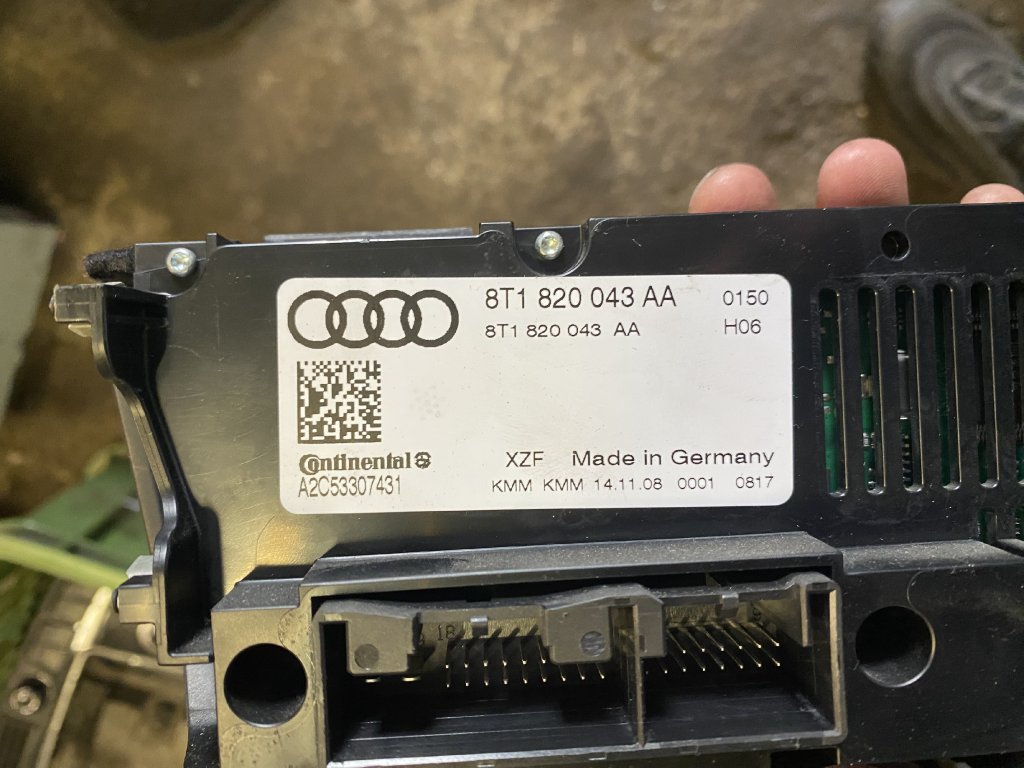 8T1 820 043 AA 0150
8T1 820 043 AA H06
Continental
A2C53307431
XZF Made in Germany
KMM KMM 14.11.08 0001 0817
18